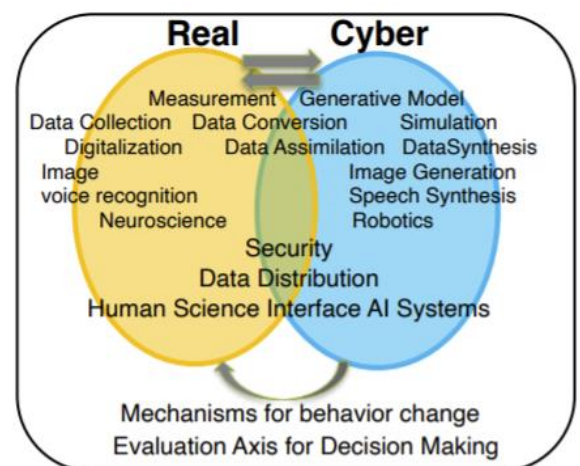 Real Cyber
Measurement Generative Model
Data Collection Data Conversion Simulation
Digitalization Data Assimilation DataSynthesis
Image Image Generation
voice recognition Speech Synthesis
Neuroscience Robotics
Security
Data Distribution
Human Science Interface AI Systems
Mechanisms for behavior change
Evaluation Axis for Decision Making